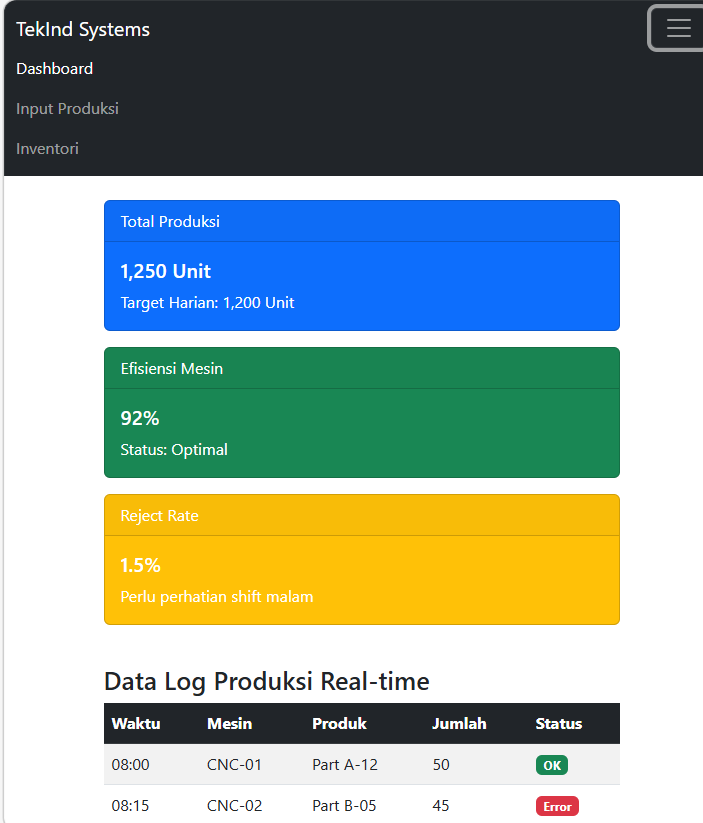 TekInd Systems
Dashboard
Input Produksi
Inventori
Total Produksi
1,250 Unit
Target Harian: 1,200 Unit
Efisiensi Mesin
92%
Status: Optimal
Reject Rate
1.5%
Perlu perhatian shift malam
Data Log Produksi Real-time
Waktu Mesin Produk Jumlah Status
08:00 CNC-01 Part A-12 50 OK
08:15 CNC-02 Part B-05 45 Error